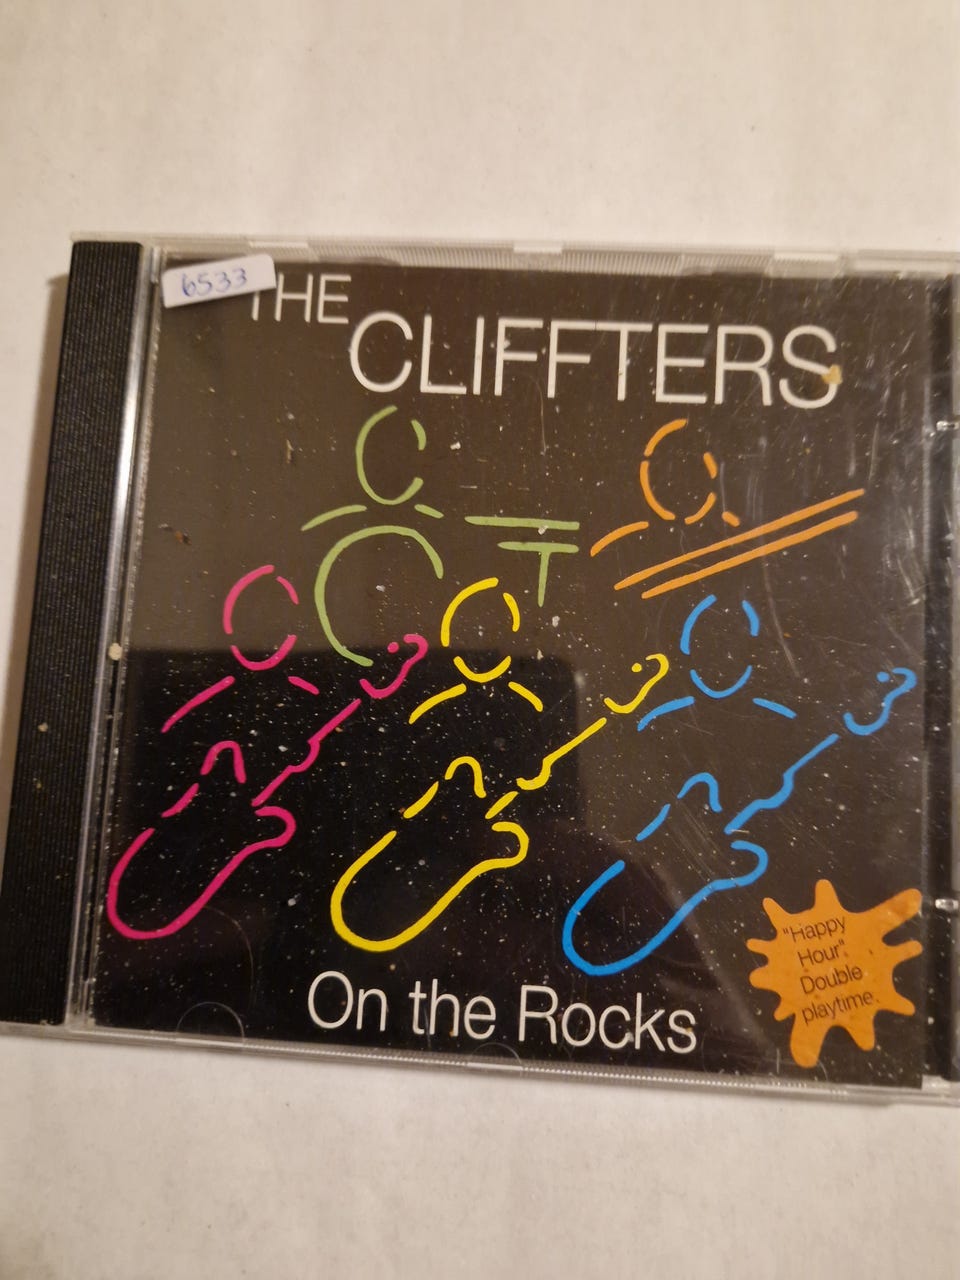 6533
THE
CLIFFTERS
On the Rocks
"Happy
Hour"
Double
playtime.